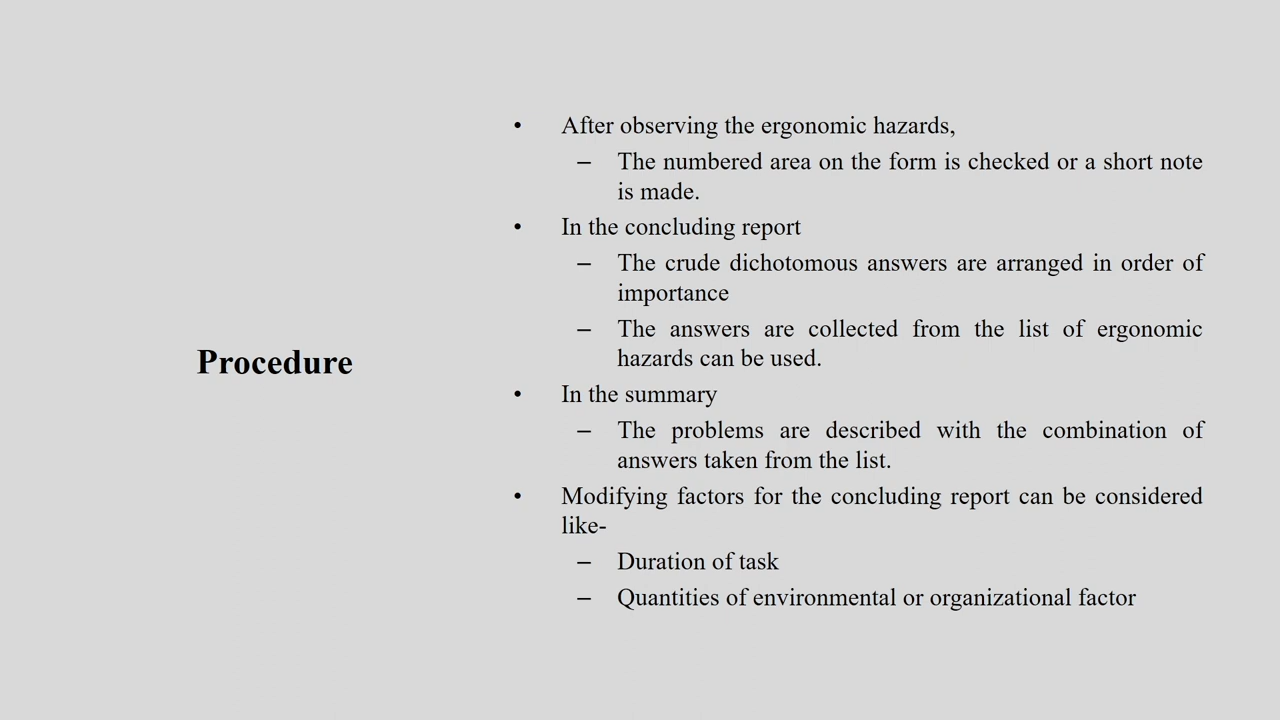 Procedure
• After observing the ergonomic hazards,
– The numbered area on the form is checked or a short note
is made.
• In the concluding report
– The crude dichotomous answers are arranged in order of
importance
– The answers are collected from the list of ergonomic
hazards can be used.
• In the summary
– The problems are described with the combination of
answers taken from the list.
• Modifying factors for the concluding report can be considered
like-
– Duration of task
– Quantities of environmental or organizational factor